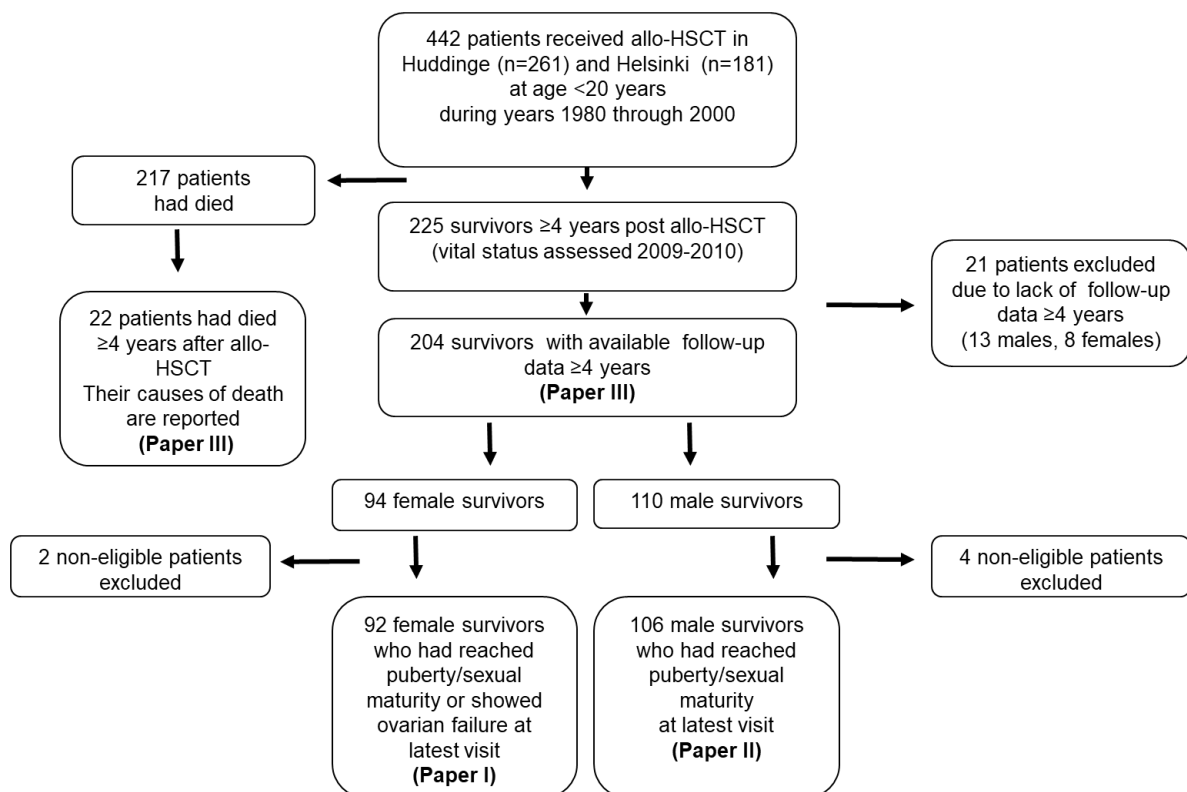 442 patients received allo-HSCT in
Huddinge (n=261) and Helsinki (n=181)
at age <20 years
during years 1980 through 2000
217 patients
had died
225 survivors ≥4 years post allo-HSCT
(vital status assessed 2009-2010)
21 patients excluded
due to lack of follow-up
data ≥4 years
(13 males, 8 females)
22 patients had died
≥4 years after allo-
HSCT
Their causes of death
are reported
(Paper III)
204 survivors with available follow-up
data ≥4 years
(Paper III)
94 female survivors
110 male survivors
2 non-eligible patients
excluded
4 non-eligible patients
excluded
92 female survivors
who had reached
puberty/sexual
maturity or showed
ovarian failure at
latest visit
(Paper I)
106 male survivors
who had reached
puberty/sexual
maturity
at latest visit
(Paper II)